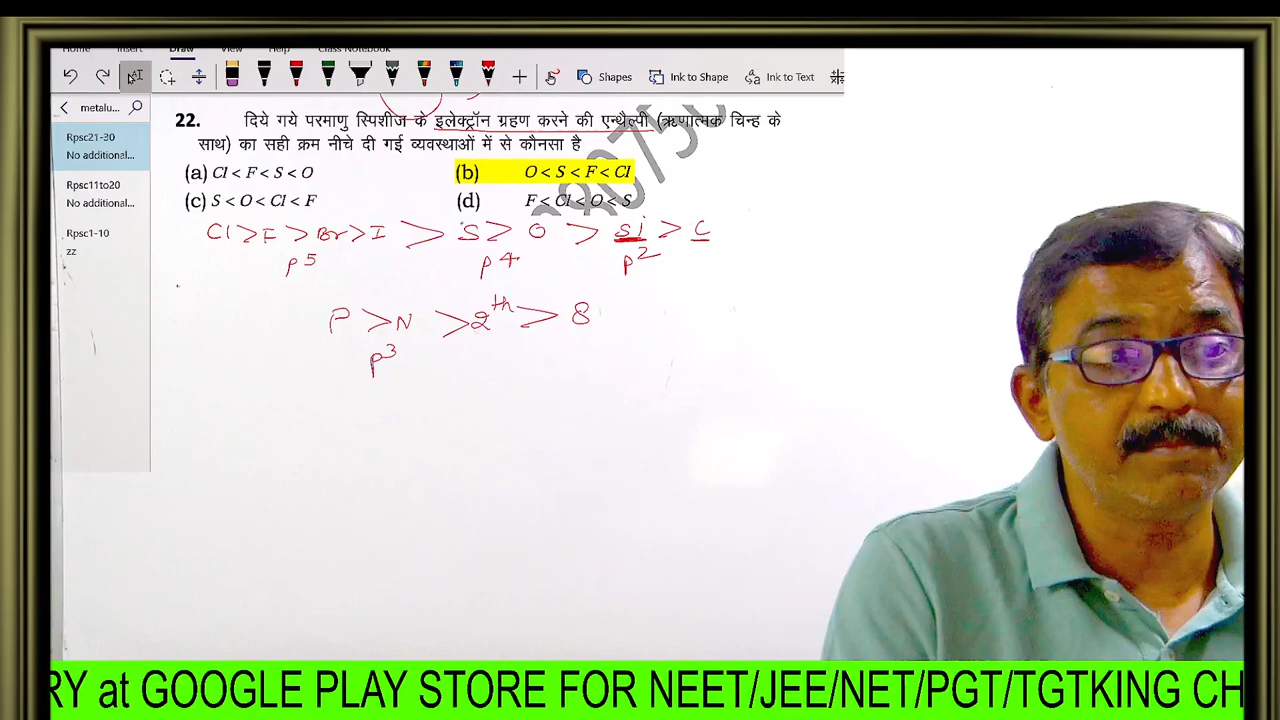 Home Insert Draw View Help Class Notebook
Shapes Ink to Shape Ink to Text
metalu...
Rpsc21-30
No additional...
Rpsc11to20
No additional...
Rpsc1-10
zz
22. दिये गये परमाणु स्पिशीज के इलेक्ट्रॉन ग्रहण करने की एन्थैल्पी (ऋणात्मक चिन्ह के
साथ) का सही क्रम नीचे दी गई व्यवस्थाओं में से कौनसा है
(a) Cl < F < S < O (b) O < S < F < Cl
(c) S < O < Cl < F (d) F < Cl < O < S
Cl > F > Br > I > S > O > Si > C
p5 p4 p2
P > N > 2th > 8
p3
RY at GOOGLE PLAY STORE FOR NEET/JEE/NET/PGT/TGTKING CH